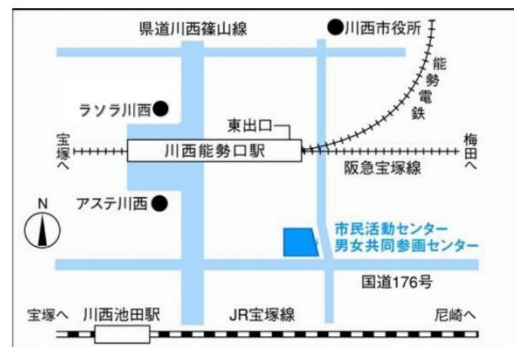 県道川西篠山線
川西市役所
能勢電鉄
ラソラ川西
東出口
宝塚へ
川西能勢口駅
梅田へ
阪急宝塚線
アステ川西
N
市民活動センター
男女共同参画センター
国道176号
宝塚へ
川西池田駅
JR宝塚線
尼崎へ